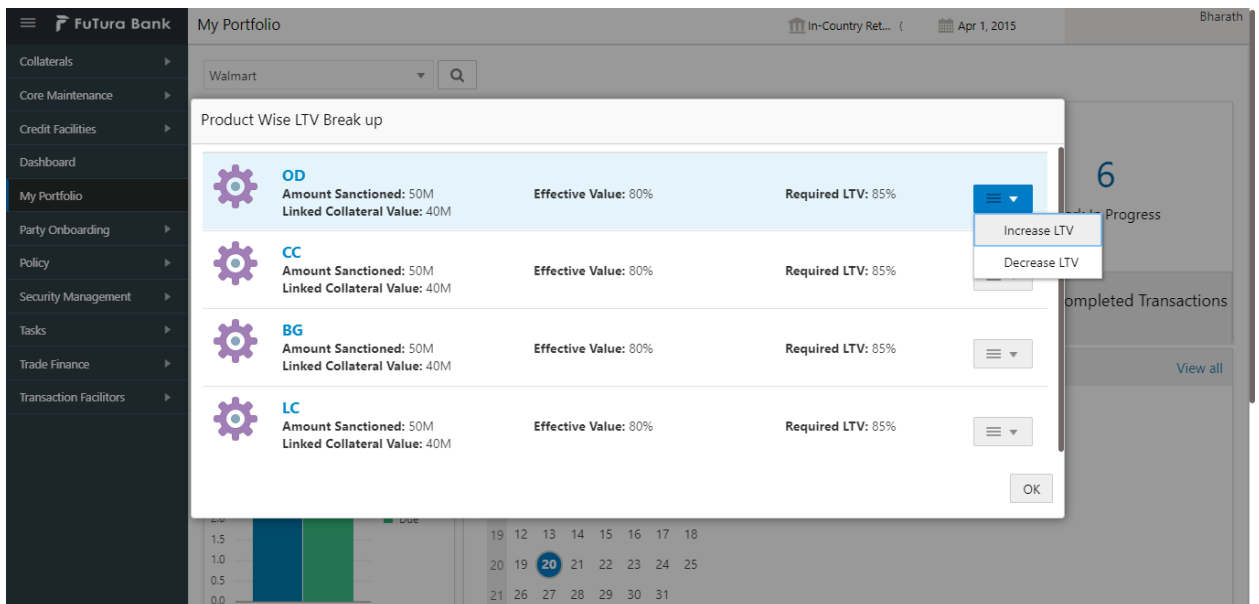 FuTura Bank
My Portfolio
In-Country Ret... (
Apr 1, 2015
Bharath
Collaterals
Core Maintenance
Credit Facilities
Dashboard
My Portfolio
Party Onboarding
Policy
Security Management
Tasks
Trade Finance
Transaction Facilitors
Walmart
Product Wise LTV Break up
OD
Amount Sanctioned: 50M Effective Value: 80% Required LTV: 85%
Linked Collateral Value: 40M
Increase LTV
Decrease LTV
CC
Amount Sanctioned: 50M Effective Value: 80% Required LTV: 85%
Linked Collateral Value: 40M
BG
Amount Sanctioned: 50M Effective Value: 80% Required LTV: 85%
Linked Collateral Value: 40M
LC
Amount Sanctioned: 50M Effective Value: 80% Required LTV: 85%
Linked Collateral Value: 40M
OK
6
Progress
Transactions
View all
2.0
1.5
1.0
0.5
0.0
Due
19 12 13 14 15 16 17 18
20 19 20 21 22 23 24 25
21 26 27 28 29 30 31